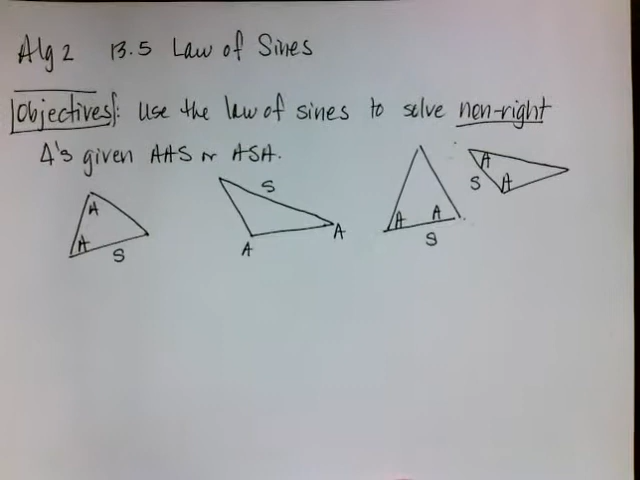 Alg 2 13.5 Law of Sines
Objectives: Use the law of sines to solve non-right
Δ's given AAS or ASA.
A A S
S A A
A A S
A S A